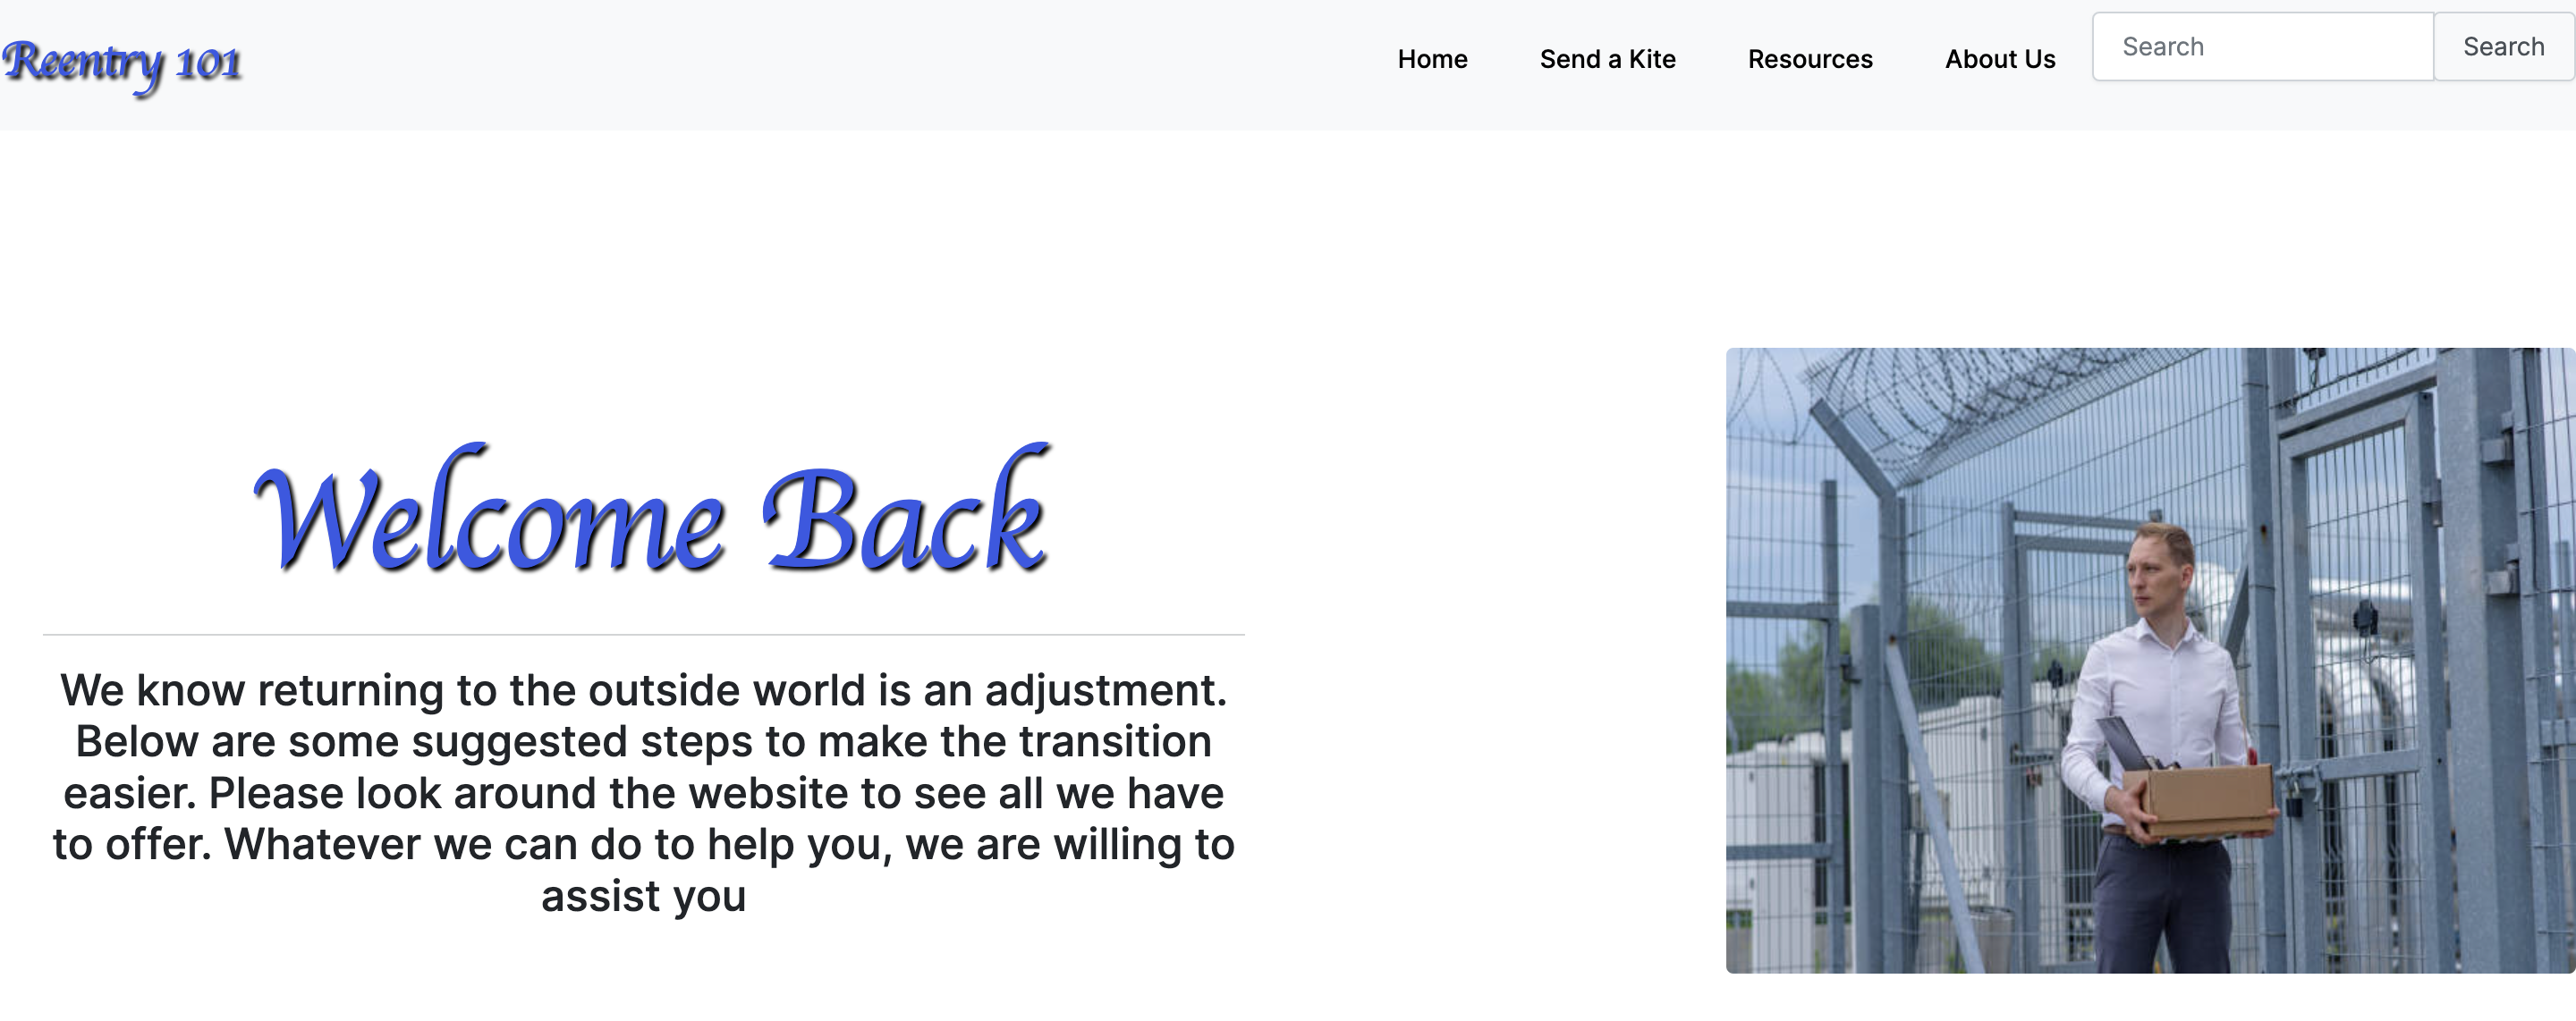 Reentry 101
Home
Send a Kite
Resources
About Us
Search
Search
Welcome Back
We know returning to the outside world is an adjustment.
Below are some suggested steps to make the transition
easier. Please look around the website to see all we have
to offer. Whatever we can do to help you, we are willing to
assist you